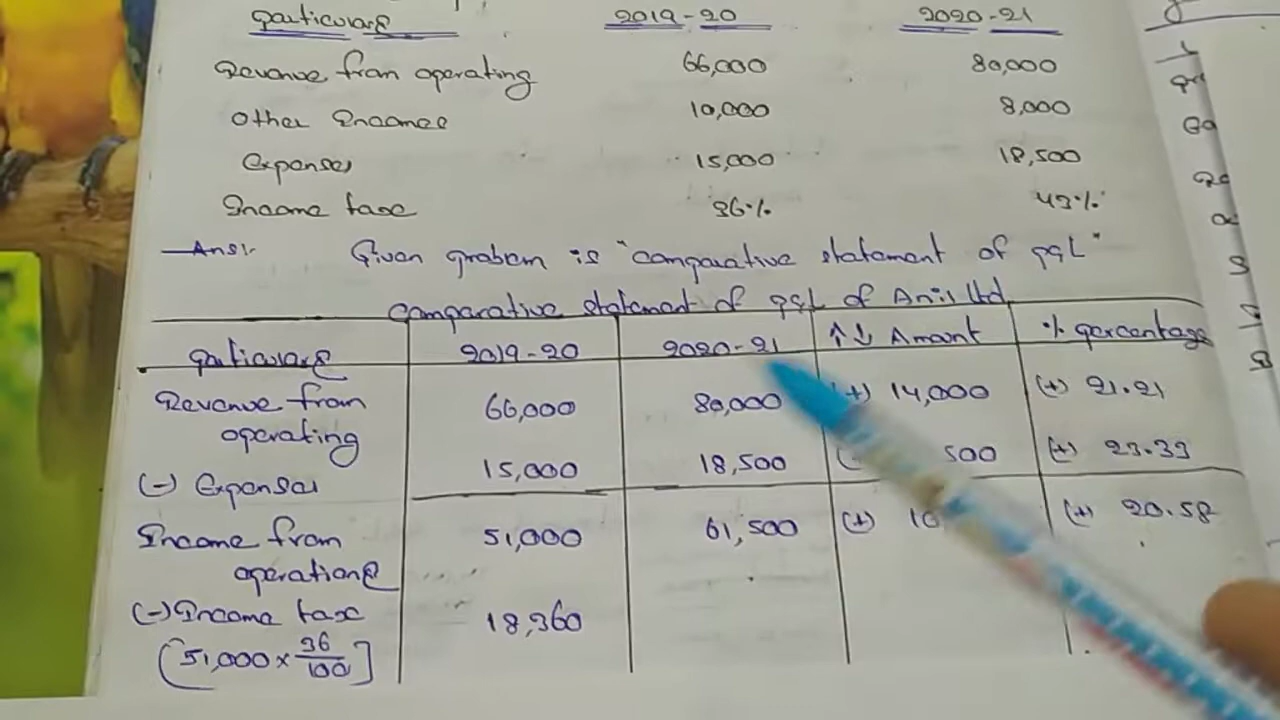 Particulars 2019-20 2020-21
Revenue from operating 66,000 80,000
Other Incomes 10,000 8,000
Expenses 15,000 18,500
Income tax 36% 43%
Ans:- Given probem is "comparative statement of P&L"
Comparative statement of P&L of Anis Ltd
Particulars 2019-20 2020-21 ↑↓ Amount % percentage
Revenue from 66,000 80,000 (+) 14,000 (+) 21.21
operating
(-) Expenses 15,000 18,500 500 (+) 23.33
Income from 51,000 61,500 (+) 10 (+) 20.58
operations
(-) Income tax 18,360
[51,000 × 36/100]